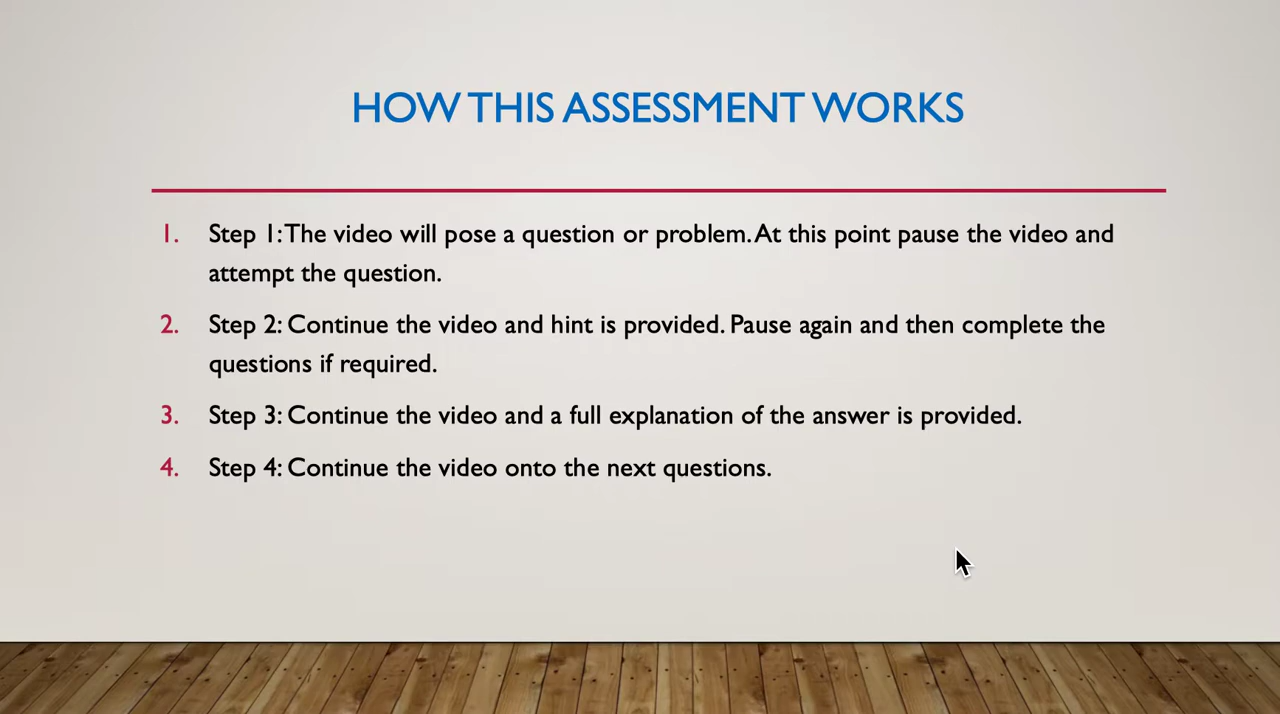 HOW THIS ASSESSMENT WORKS
1. Step 1: The video will pose a question or problem. At this point pause the video and
attempt the question.
2. Step 2: Continue the video and hint is provided. Pause again and then complete the
questions if required.
3. Step 3: Continue the video and a full explanation of the answer is provided.
4. Step 4: Continue the video onto the next questions.